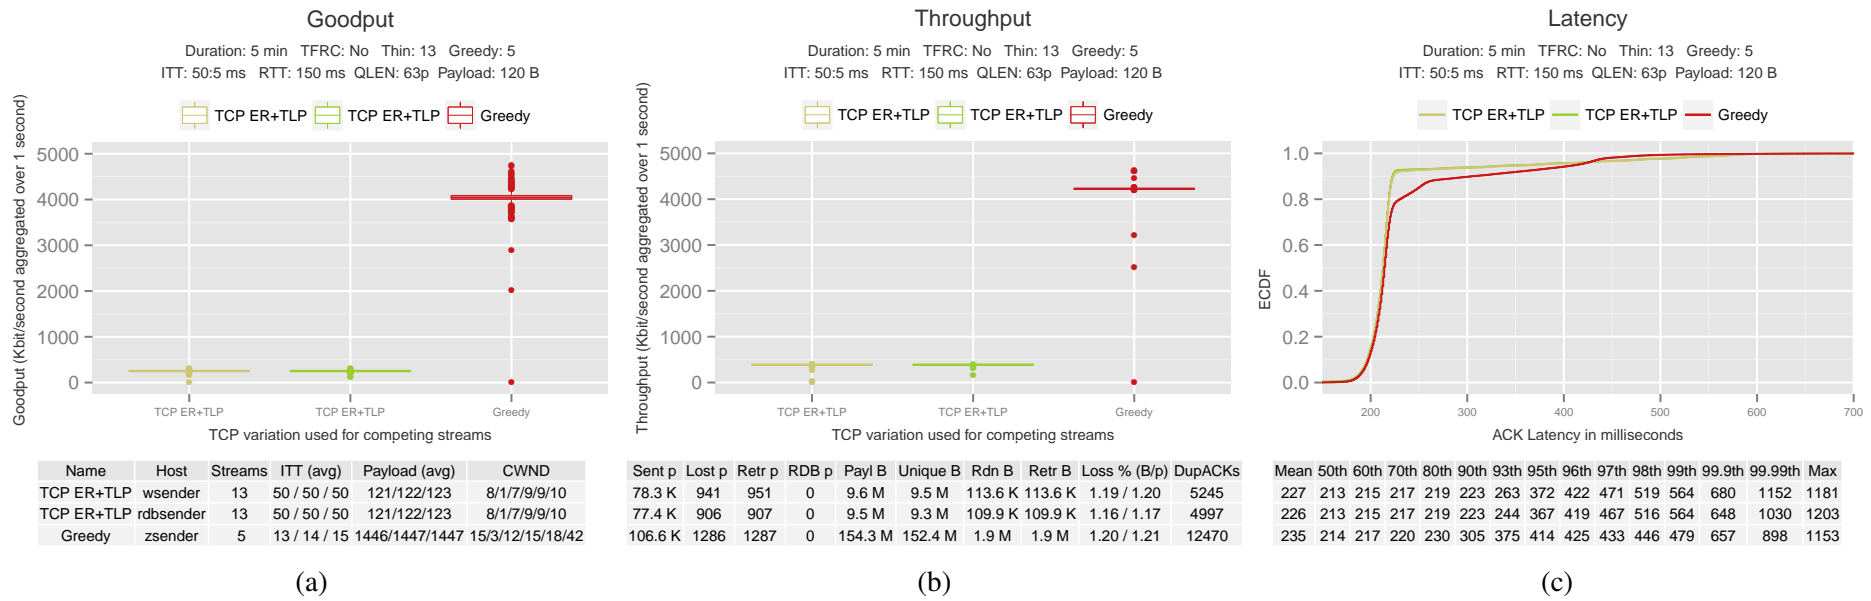 Goodput
Duration: 5 min TFRC: No Thin: 13 Greedy: 5
ITT: 50:5 ms RTT: 150 ms QLEN: 63p Payload: 120 B
TCP ER+TLP TCP ER+TLP Greedy
Goodput (Kbit/second aggregated over 1 second)
5000
4000
3000
2000
1000
0
TCP ER+TLP TCP ER+TLP Greedy
TCP variation used for competing streams
Name Host Streams ITT (avg) Payload (avg) CWND
TCP ER+TLP wsender 13 50 / 50 / 50 121/122/123 8/1/7/9/9/10
TCP ER+TLP rdbsender 13 50 / 50 / 50 121/122/123 8/1/7/9/9/10
Greedy zsender 5 13 / 14 / 15 1446/1447/1447 15/3/12/15/18/42
(a)
Throughput
Duration: 5 min TFRC: No Thin: 13 Greedy: 5
ITT: 50:5 ms RTT: 150 ms QLEN: 63p Payload: 120 B
TCP ER+TLP TCP ER+TLP Greedy
Throughput (Kbit/second aggregated over 1 second)
5000
4000
3000
2000
1000
0
TCP ER+TLP TCP ER+TLP Greedy
TCP variation used for competing streams
Sent p Lost p Retr p RDB p Payl B Unique B Rdn B Retr B Loss % (B/p) DupACKs
78.3 K 941 951 0 9.6 M 9.5 M 113.6 K 113.6 K 1.19 / 1.20 5245
77.4 K 906 907 0 9.5 M 9.3 M 109.9 K 109.9 K 1.16 / 1.17 4997
106.6 K 1286 1287 0 154.3 M 152.4 M 1.9 M 1.9 M 1.20 / 1.21 12470
(b)
Latency
Duration: 5 min TFRC: No Thin: 13 Greedy: 5
ITT: 50:5 ms RTT: 150 ms QLEN: 63p Payload: 120 B
TCP ER+TLP TCP ER+TLP Greedy
ECDF
1.0
0.8
0.6
0.4
0.2
0.0
200 300 400 500 600 700
ACK Latency in milliseconds
Mean 50th 60th 70th 80th 90th 93th 95th 96th 97th 98th 99th 99.9th 99.99th Max
227 213 215 217 219 223 263 372 422 471 519 564 680 1152 1181
226 213 215 217 219 223 244 367 419 467 516 564 648 1030 1203
235 214 217 220 230 305 375 414 425 433 446 479 657 898 1153
(c)